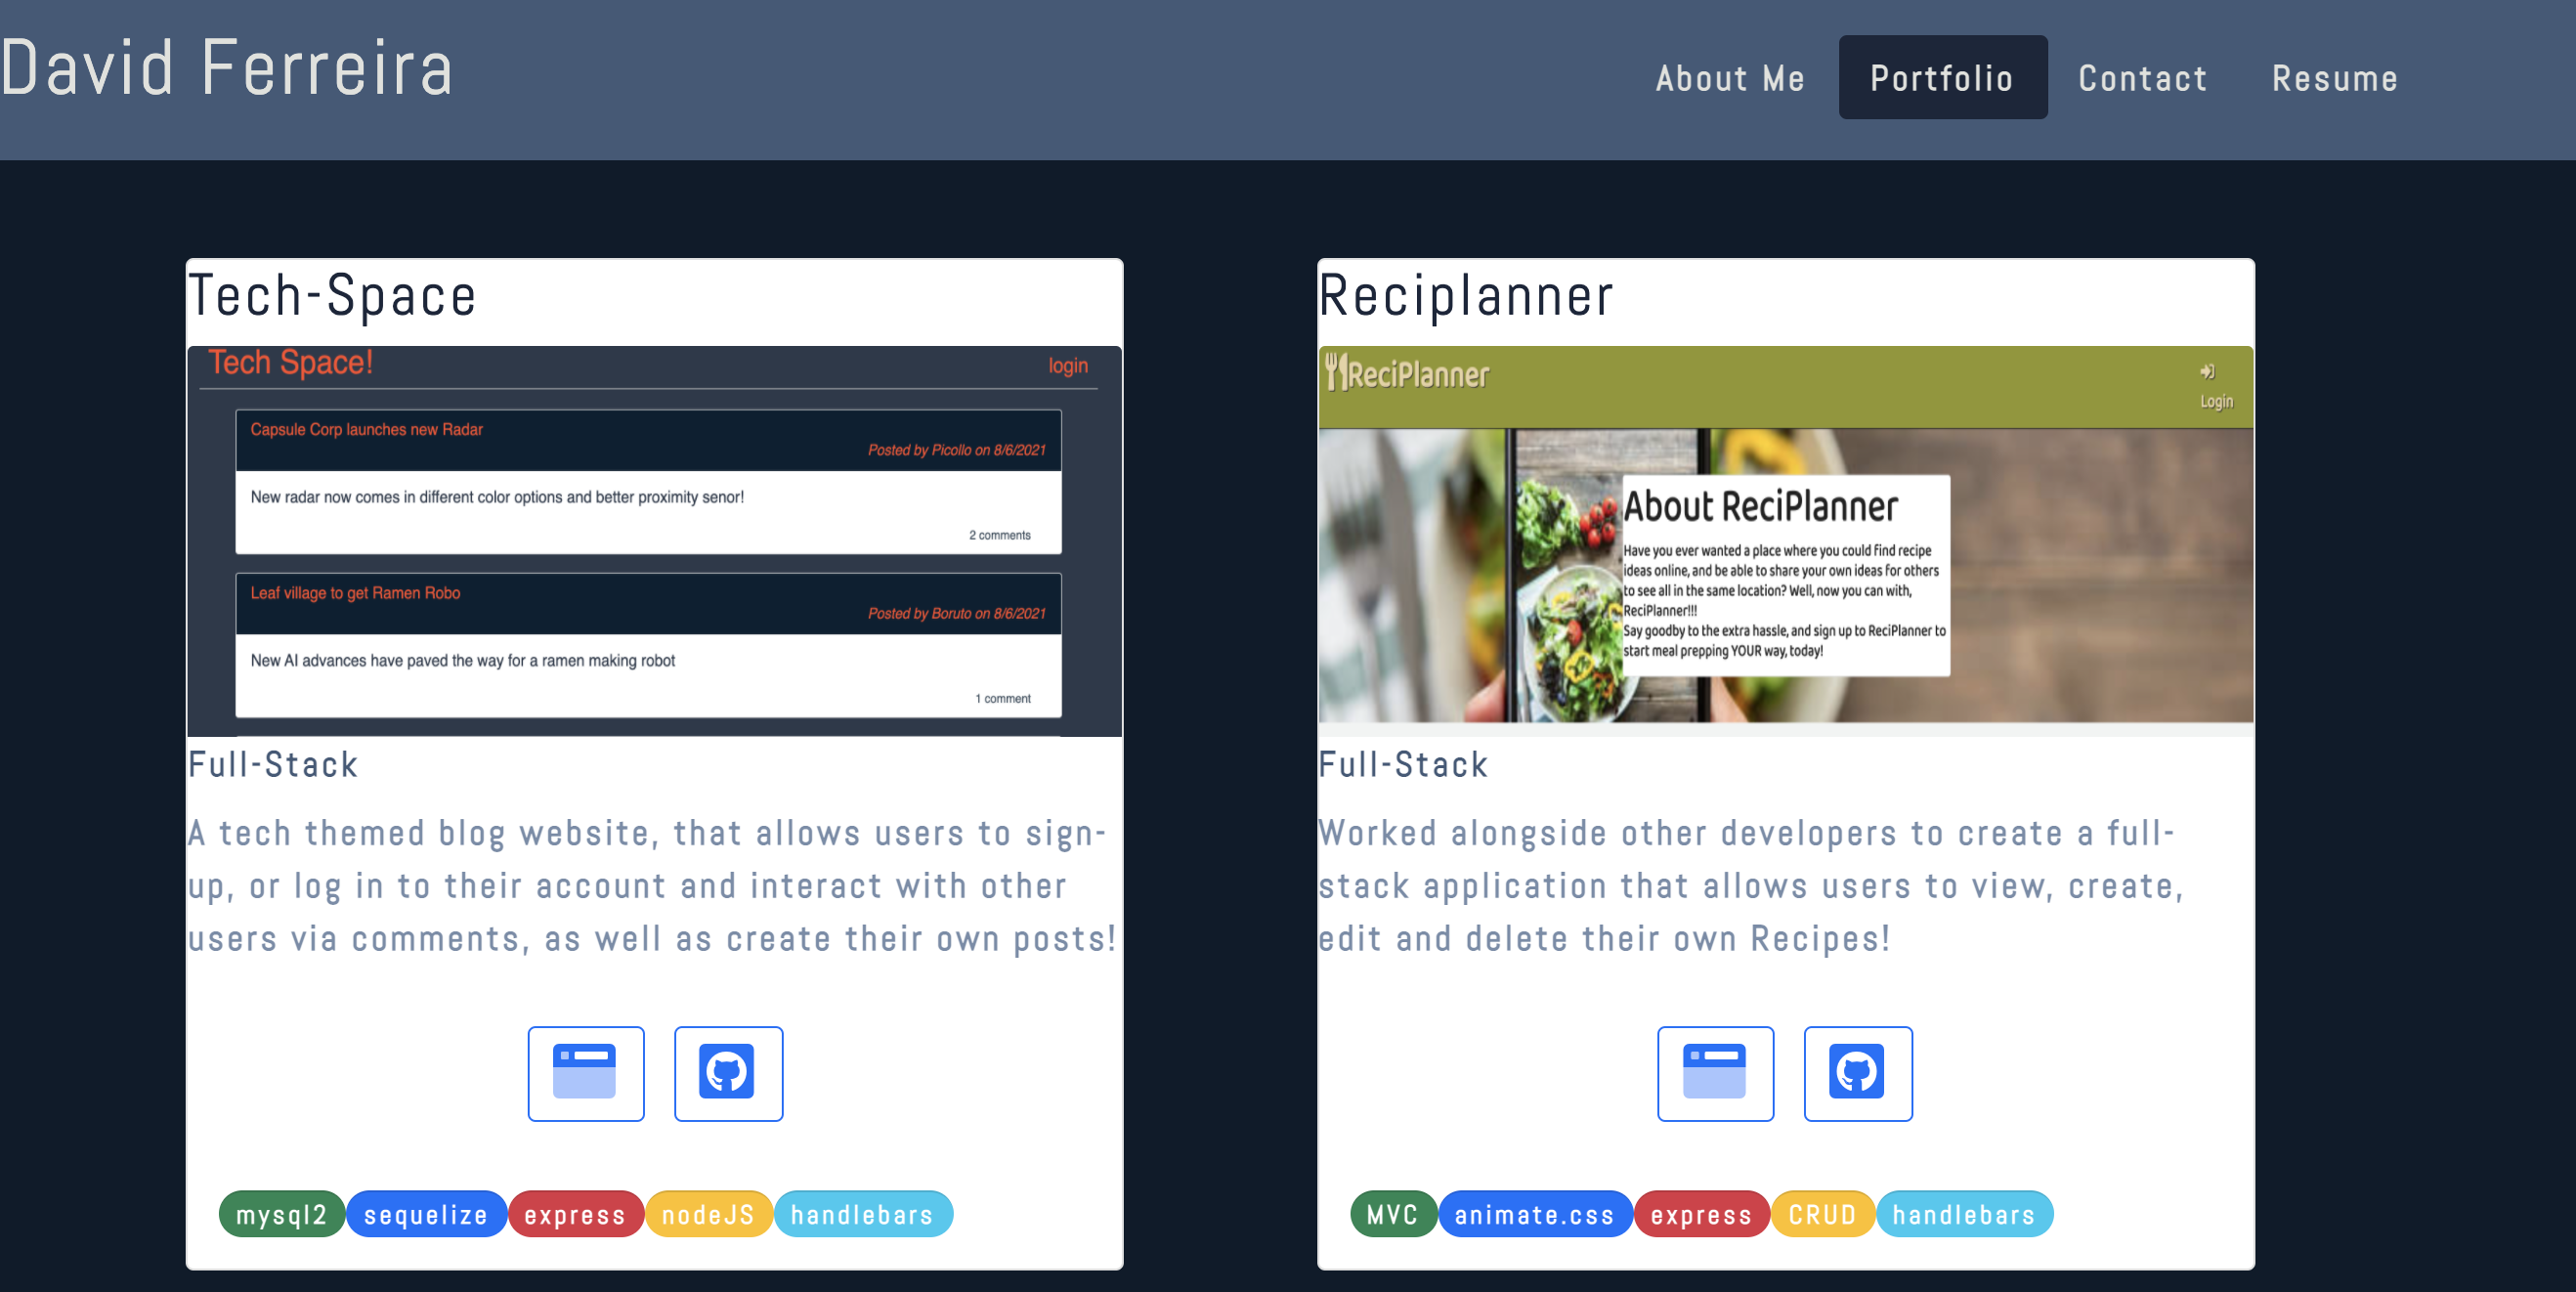 David Ferreira
About Me
Portfolio
Contact
Resume
Tech-Space
Tech Space!
login
Capsule Corp launches new Radar
Posted by Picollo on 8/6/2021
New radar now comes in different color options and better proximity senor!
2 comments
Leaf village to get Ramen Robo
Posted by Boruto on 8/6/2021
New AI advances have paved the way for a ramen making robot
1 comment
Full-Stack
A tech themed blog website, that allows users to sign-
up, or log in to their account and interact with other
users via comments, as well as create their own posts!
mysql2
sequelize
express
nodeJS
handlebars
Reciplanner
ReciPlanner
Login
About ReciPlanner
Have you ever wanted a place where you could find recipe
ideas online, and be able to share your own ideas for others
to see all in the same location? Well, now you can with,
ReciPlanner!!!
Say goodby to the extra hassle, and sign up to ReciPlanner to
start meal prepping YOUR way, today!
Full-Stack
Worked alongside other developers to create a full-
stack application that allows users to view, create,
edit and delete their own Recipes!
MVC
animate.css
express
CRUD
handlebars